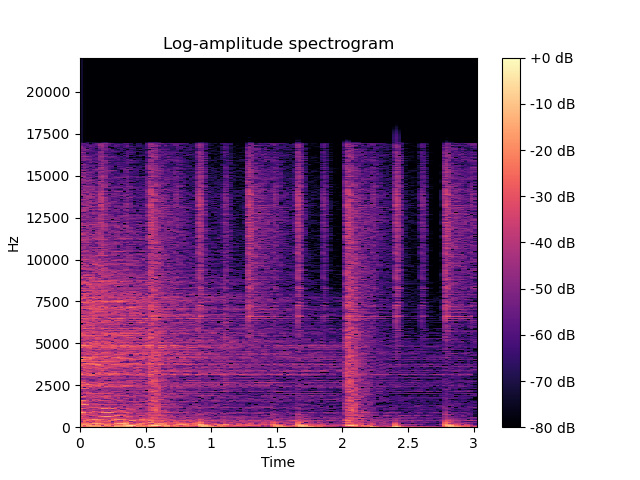 Log-amplitude spectrogram
Hz
20000
17500
15000
12500
10000
7500
5000
2500
0
0 0.5 1 1.5 2 2.5 3
Time
+0 dB
-10 dB
-20 dB
-30 dB
-40 dB
-50 dB
-60 dB
-70 dB
-80 dB